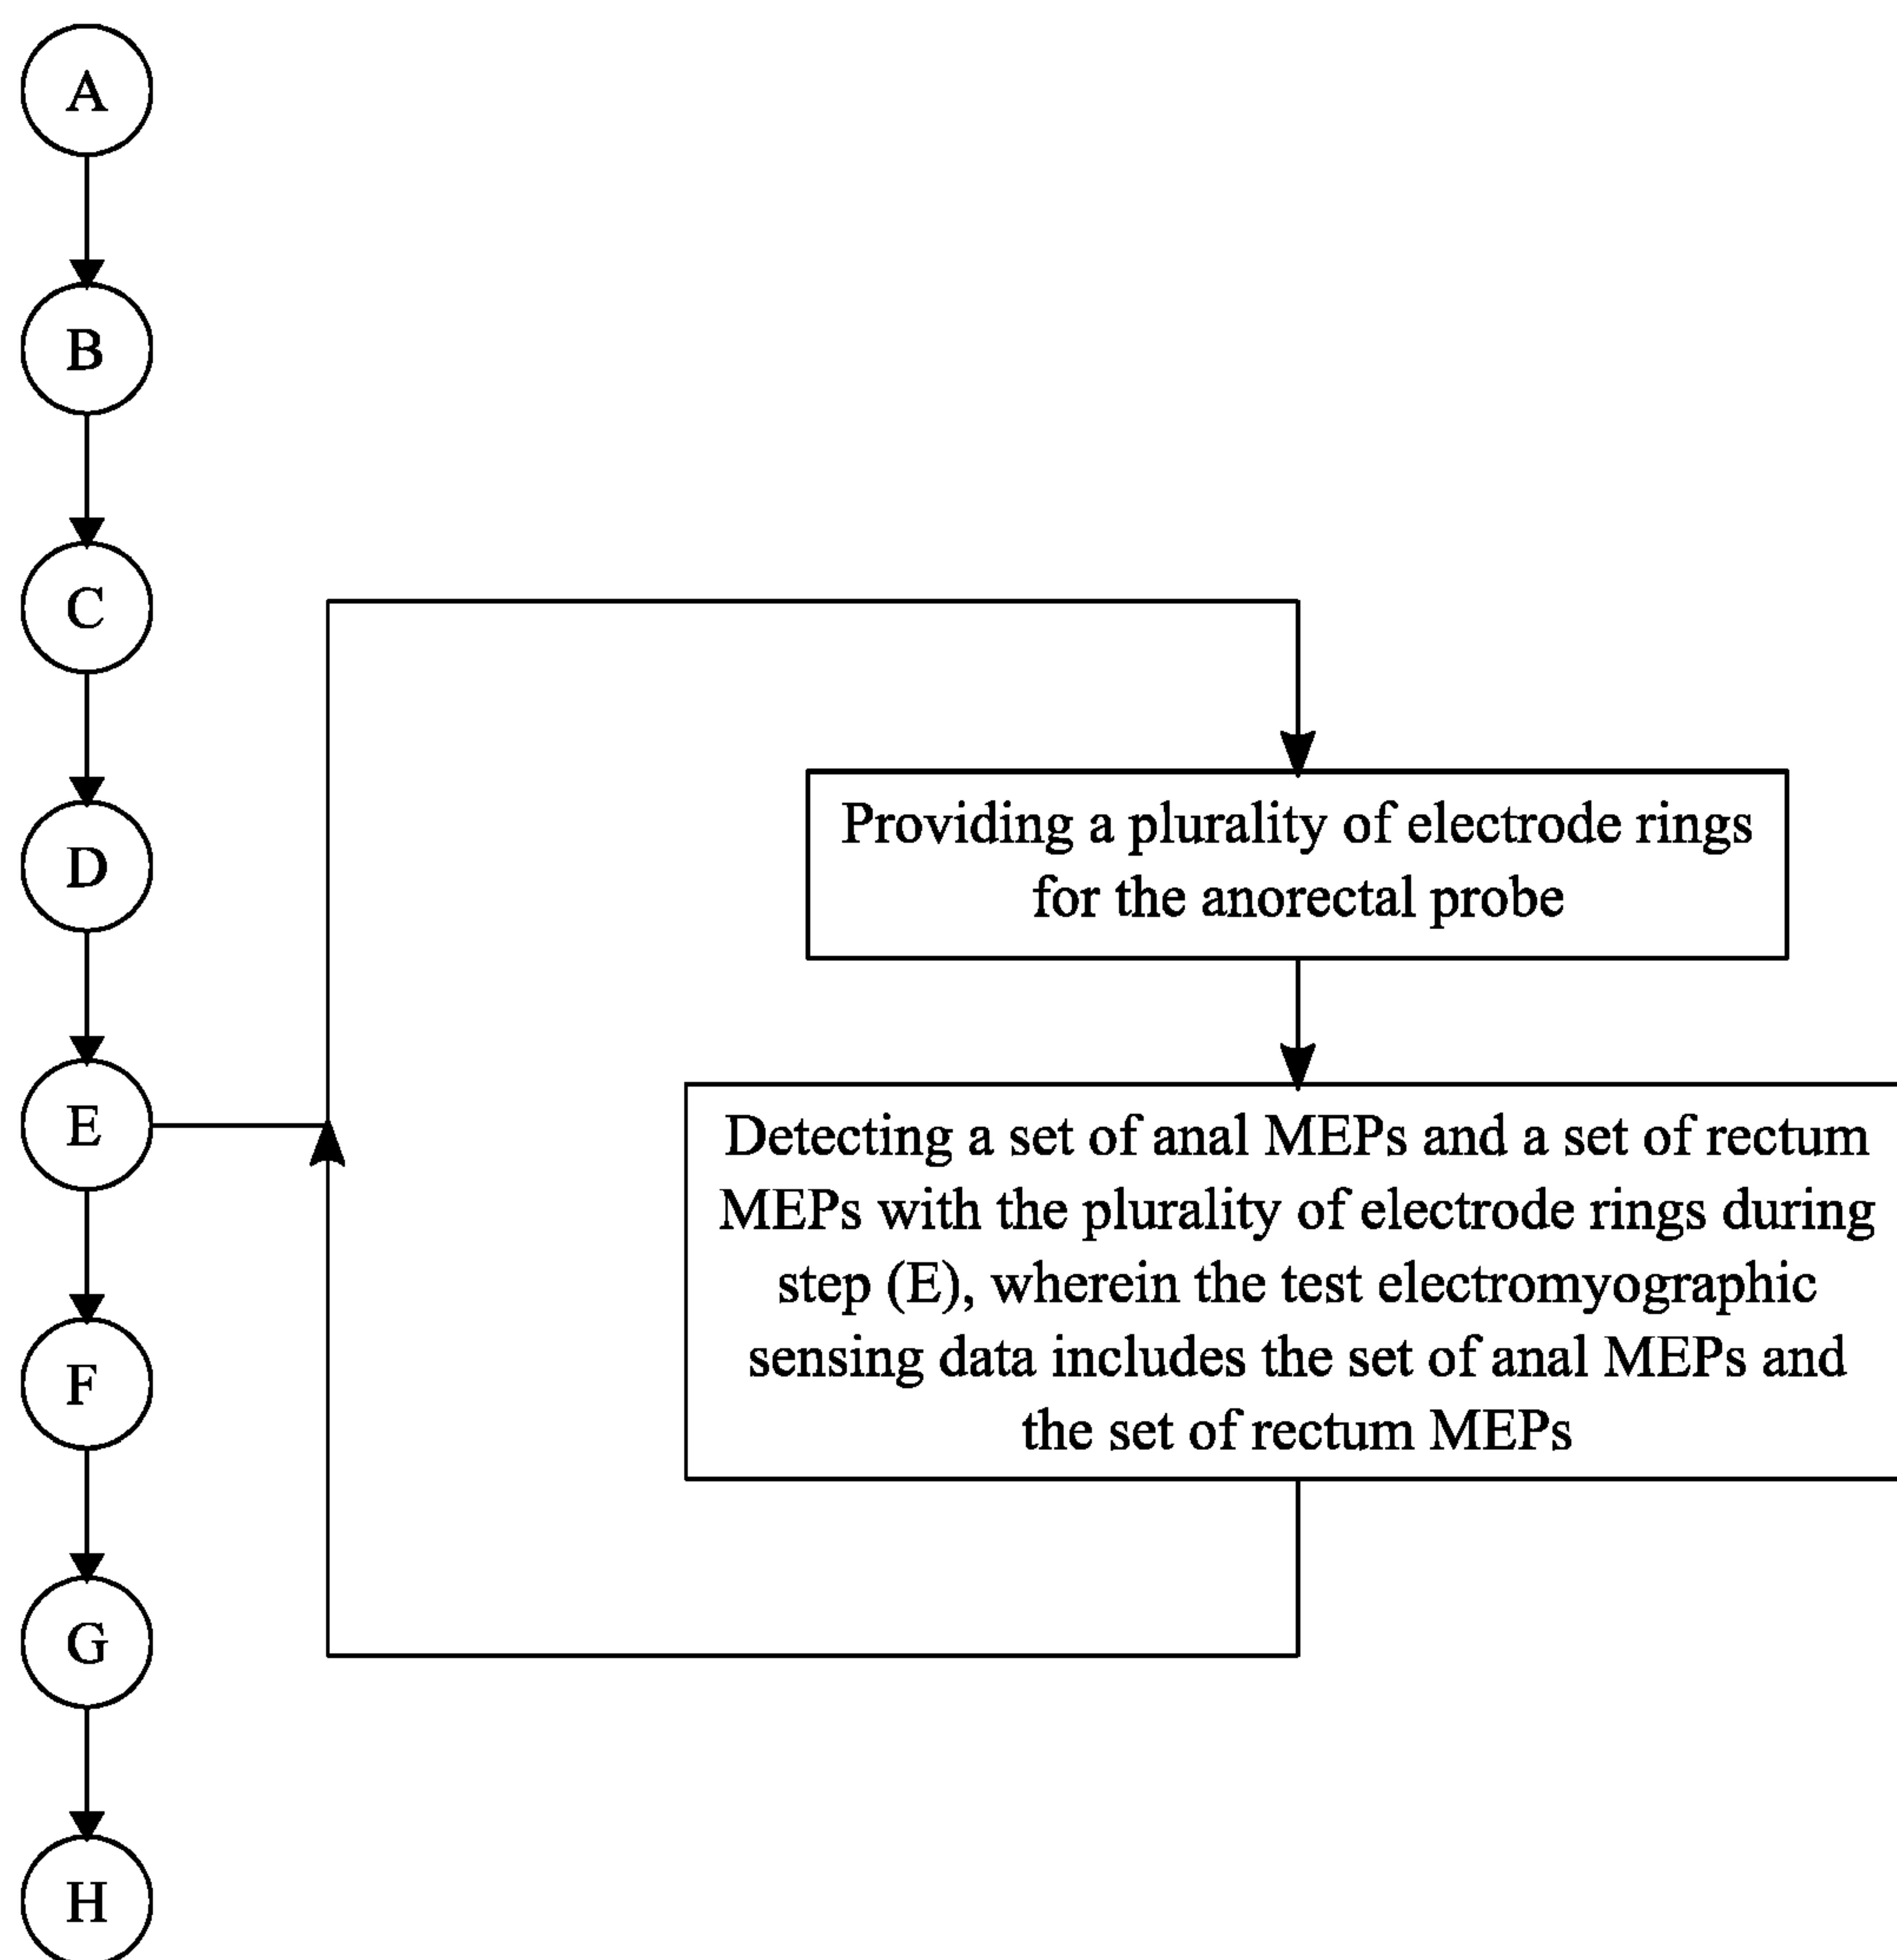 A
B
C
D
E
F
G
H
Providing a plurality of electrode rings
for the anorectal probe
Detecting a set of anal MEPs and a set of rectum
MEPs with the plurality of electrode rings during
step (E), wherein the test electromyographic
sensing data includes the set of anal MEPs and
the set of rectum MEPs